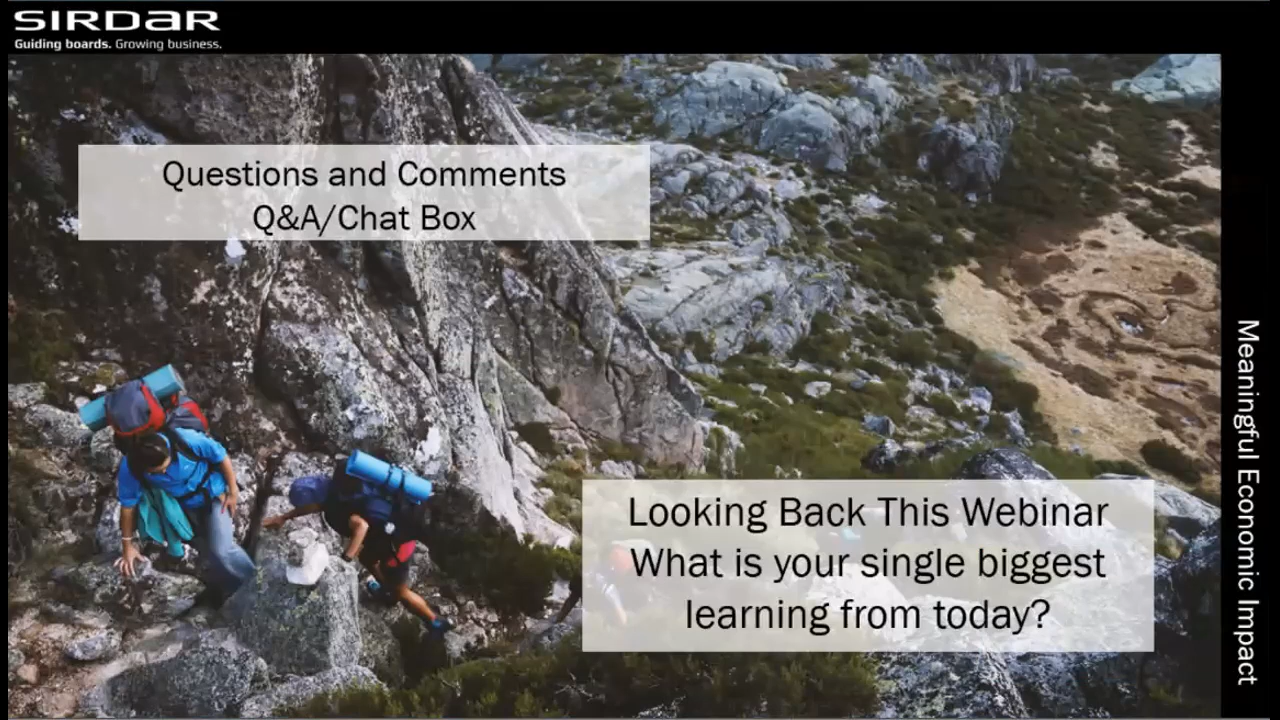 SIRDAR
Guiding boards. Growing business.
Questions and Comments
Q&A/Chat Box
Looking Back This Webinar
What is your single biggest
learning from today?
Meaningful Economic Impact